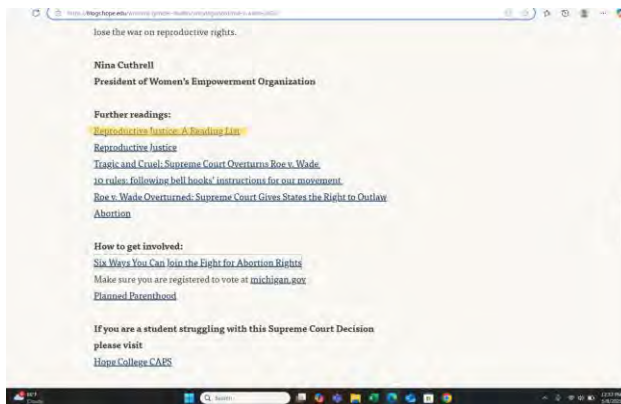 lose the war on reproductive rights.
Nina Cuthrell
President of Women's Empowerment Organization
Further readings:
Reproductive Justice: A Reading List
Reproductive Justice
Tragic and Cruel: Supreme Court Overturns Roe v. Wade
10 rules: following bell hooks' instructions for our movement
Roe v. Wade Overturned: Supreme Court Gives States the Right to Outlaw
Abortion
How to get involved:
Six Ways You Can Join the Fight for Abortion Rights
Make sure you are registered to vote at michigan.gov
Planned Parenthood
If you are a student struggling with this Supreme Court Decision
please visit
Hope College CAPS
Search